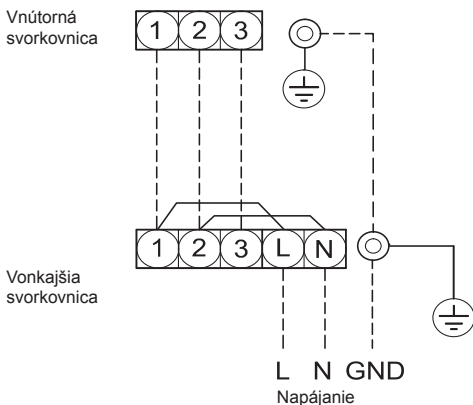 Vnútorná
svorkovnica
1 2 3
1 2 3 L N
Vonkajšia
svorkovnica
L N GND
Napájanie